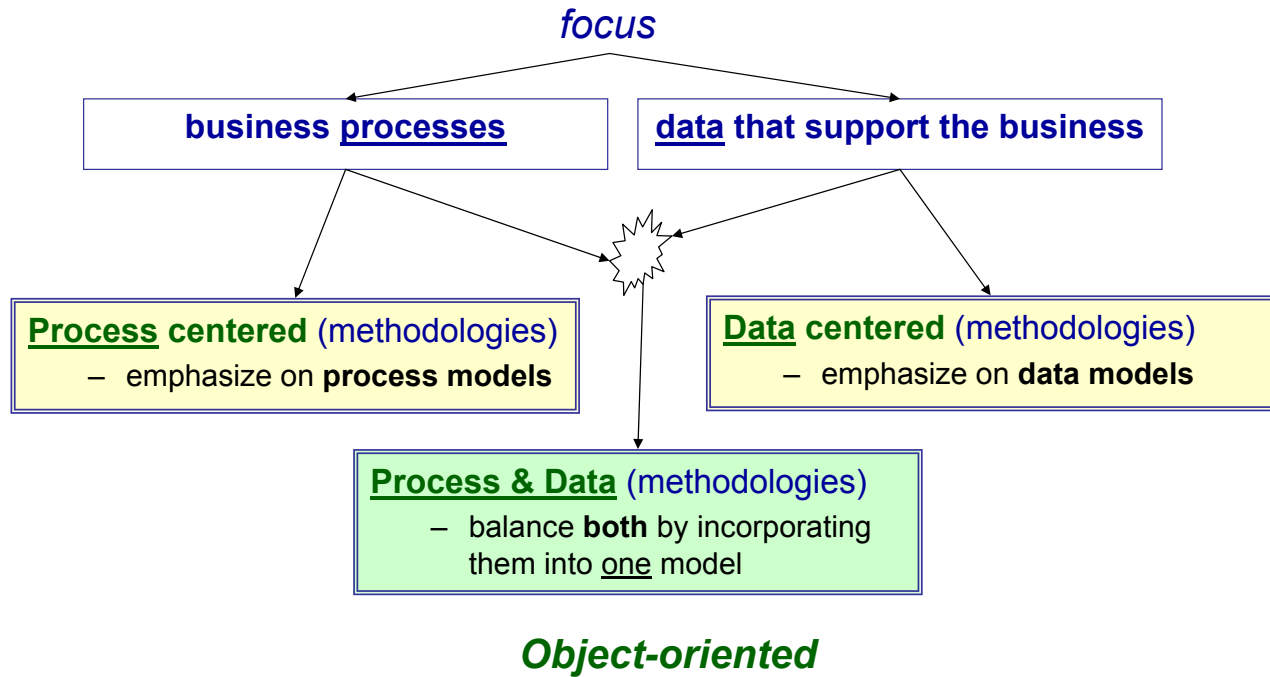 focus
business processes
data that support the business
Process centered (methodologies)
– emphasize on process models
Data centered (methodologies)
– emphasize on data models
Process & Data (methodologies)
– balance both by incorporating
them into one model
Object-oriented